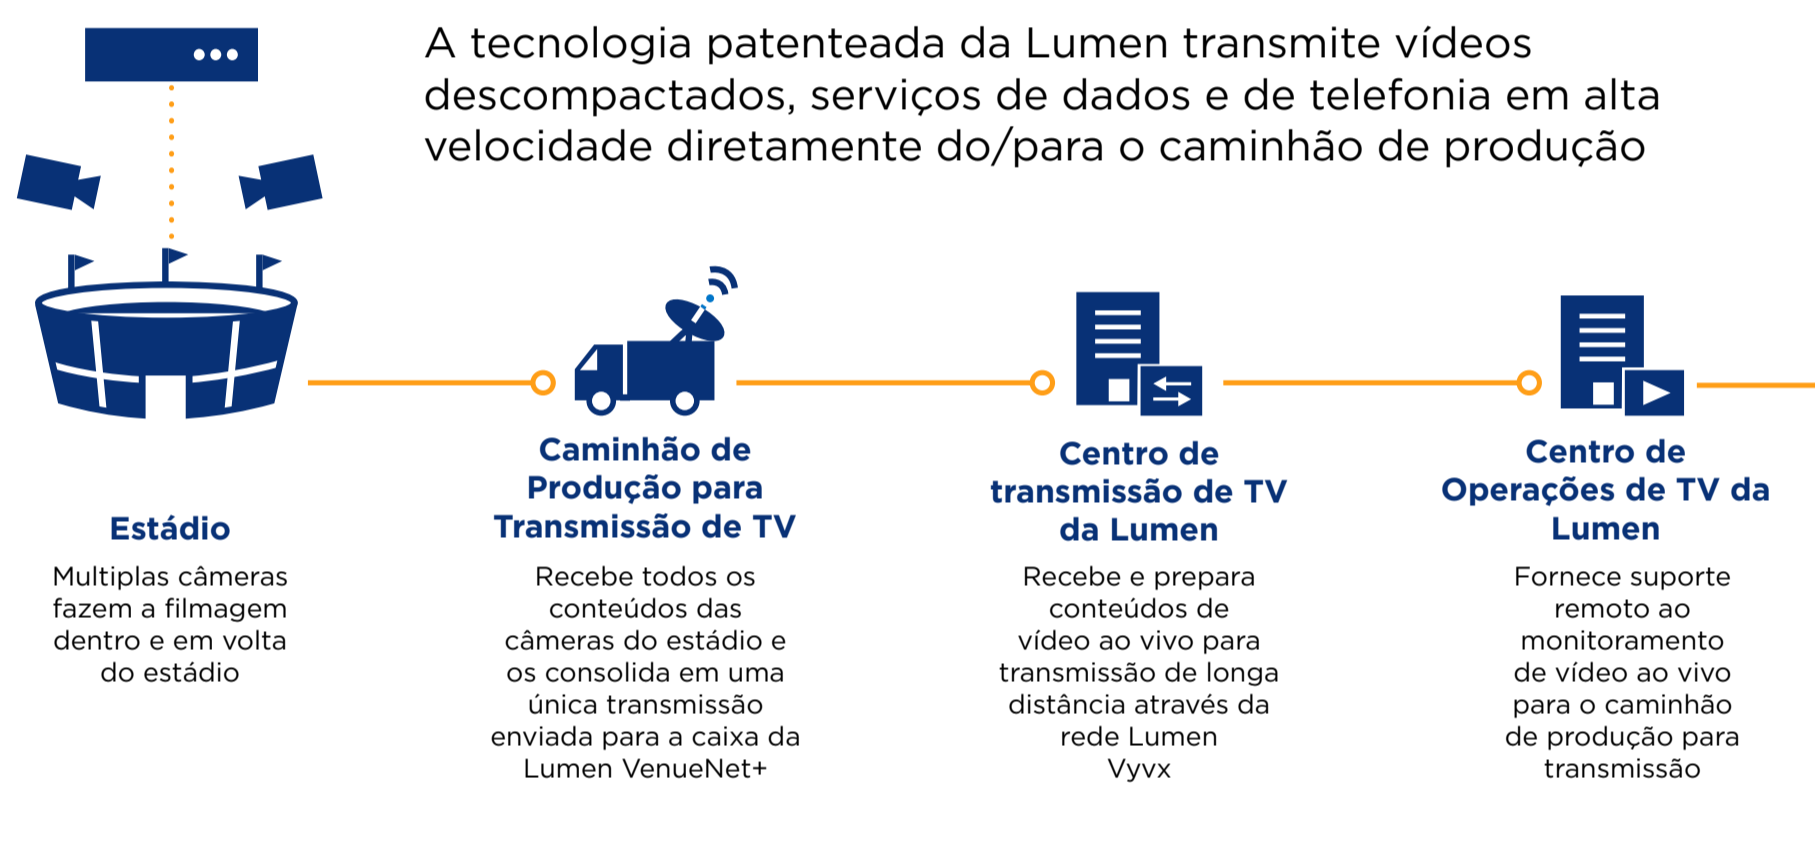 A tecnologia patenteada da Lumen transmite vídeos
descompactados, serviços de dados e de telefonia em alta
velocidade diretamente do/para o caminhão de produção
Estádio
Multiplas câmeras
fazem a filmagem
dentro e em volta
do estádio
Caminhão de
Produção para
Transmissão de TV
Recebe todos os
conteúdos das
câmeras do estádio e
os consolida em uma
única transmissão
enviada para a caixa da
Lumen VenueNet+
Centro de
transmissão de TV
da Lumen
Recebe e prepara
conteúdos de
vídeo ao vivo para
transmissão de longa
distância através da
rede Lumen
Vyvx
Centro de
Operações de TV da
Lumen
Fornece suporte
remoto ao
monitoramento
de vídeo ao vivo
para o caminhão
de produção para
transmissão